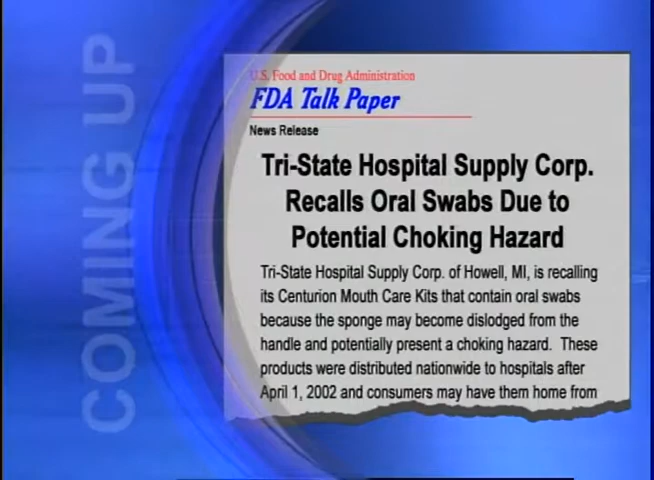 COMING UP
U.S. Food and Drug Administration
FDA Talk Paper
News Release
Tri-State Hospital Supply Corp.
Recalls Oral Swabs Due to
Potential Choking Hazard
Tri-State Hospital Supply Corp. of Howell, MI, is recalling
its Centurion Mouth Care Kits that contain oral swabs
because the sponge may become dislodged from the
handle and potentially present a choking hazard. These
products were distributed nationwide to hospitals after
April 1, 2002 and consumers may have them home from